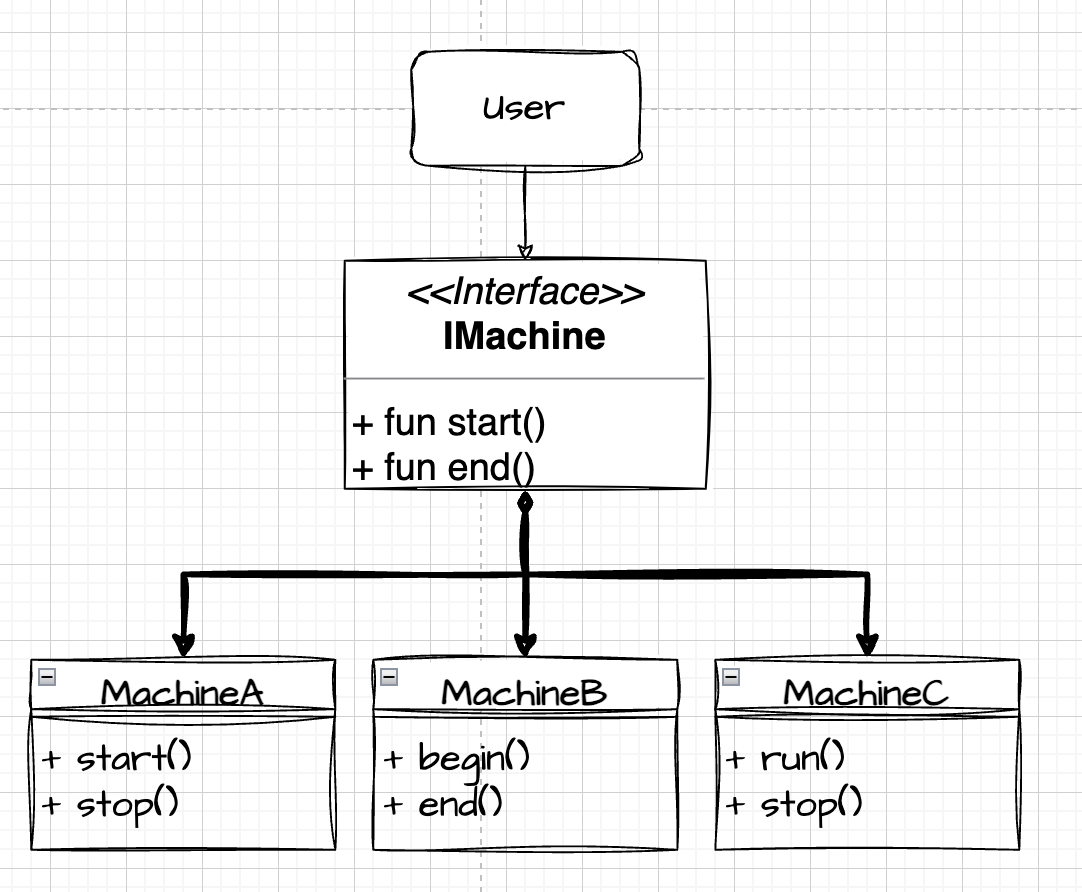 User
<<Interface>>
IMachine
+ fun start()
+ fun end()
MachineA
+ start()
+ stop()
MachineB
+ begin()
+ end()
MachineC
+ run()
+ stop()